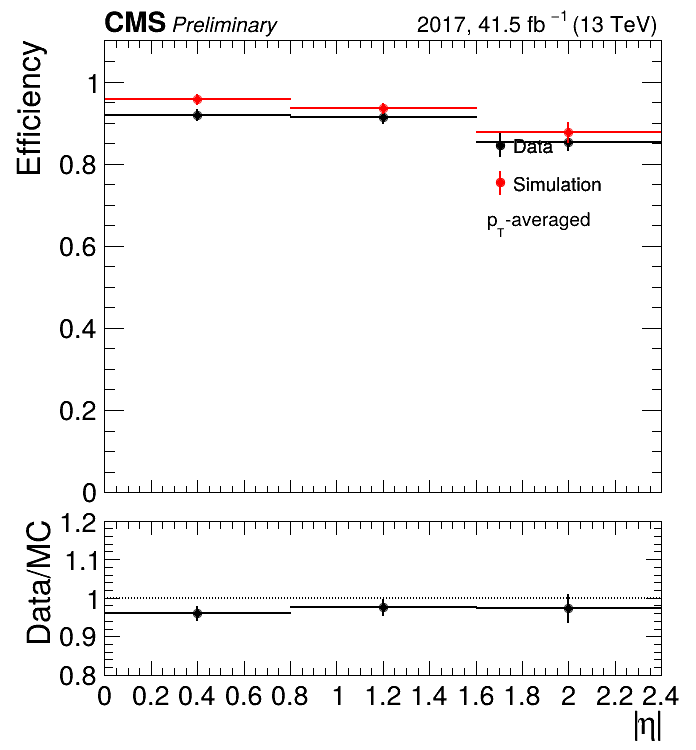 CMS Preliminary 2017, 41.5 fb⁻¹ (13 TeV)
Efficiency
1
0.8
0.6
0.4
0.2
0
Data
Simulation
p_T-averaged
Data/MC
1.2
1.1
1
0.9
0.8
0 0.2 0.4 0.6 0.8 1 1.2 1.4 1.6 1.8 2 2.2 2.4
|η|